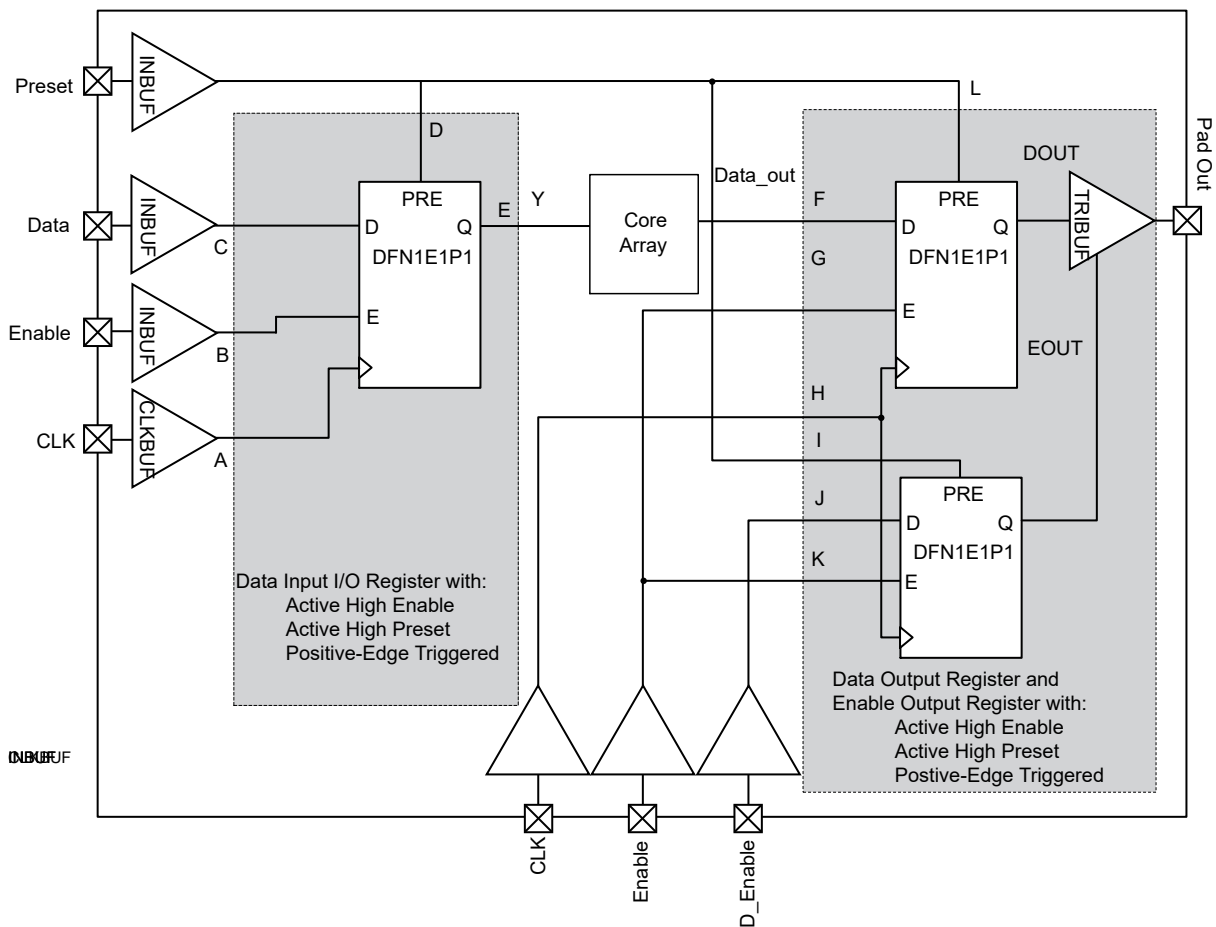 Preset
INBUF
L
D
DOUT
Pad Out
Data
INBUF
C
PRE
D Q
DFN1E1P1
E
E
Y
Core
Array
Data_out
F
G
PRE
D Q
DFN1E1P1
E
TRIBUF
Enable
INBUF
B
EOUT
CLK
CLKBUF
A
H
I
J
K
PRE
D Q
DFN1E1P1
E
Data Input I/O Register with:
Active High Enable
Active High Preset
Positive-Edge Triggered
Data Output Register and
Enable Output Register with:
Active High Enable
Active High Preset
Postive-Edge Triggered
CLK
Enable
D_Enable